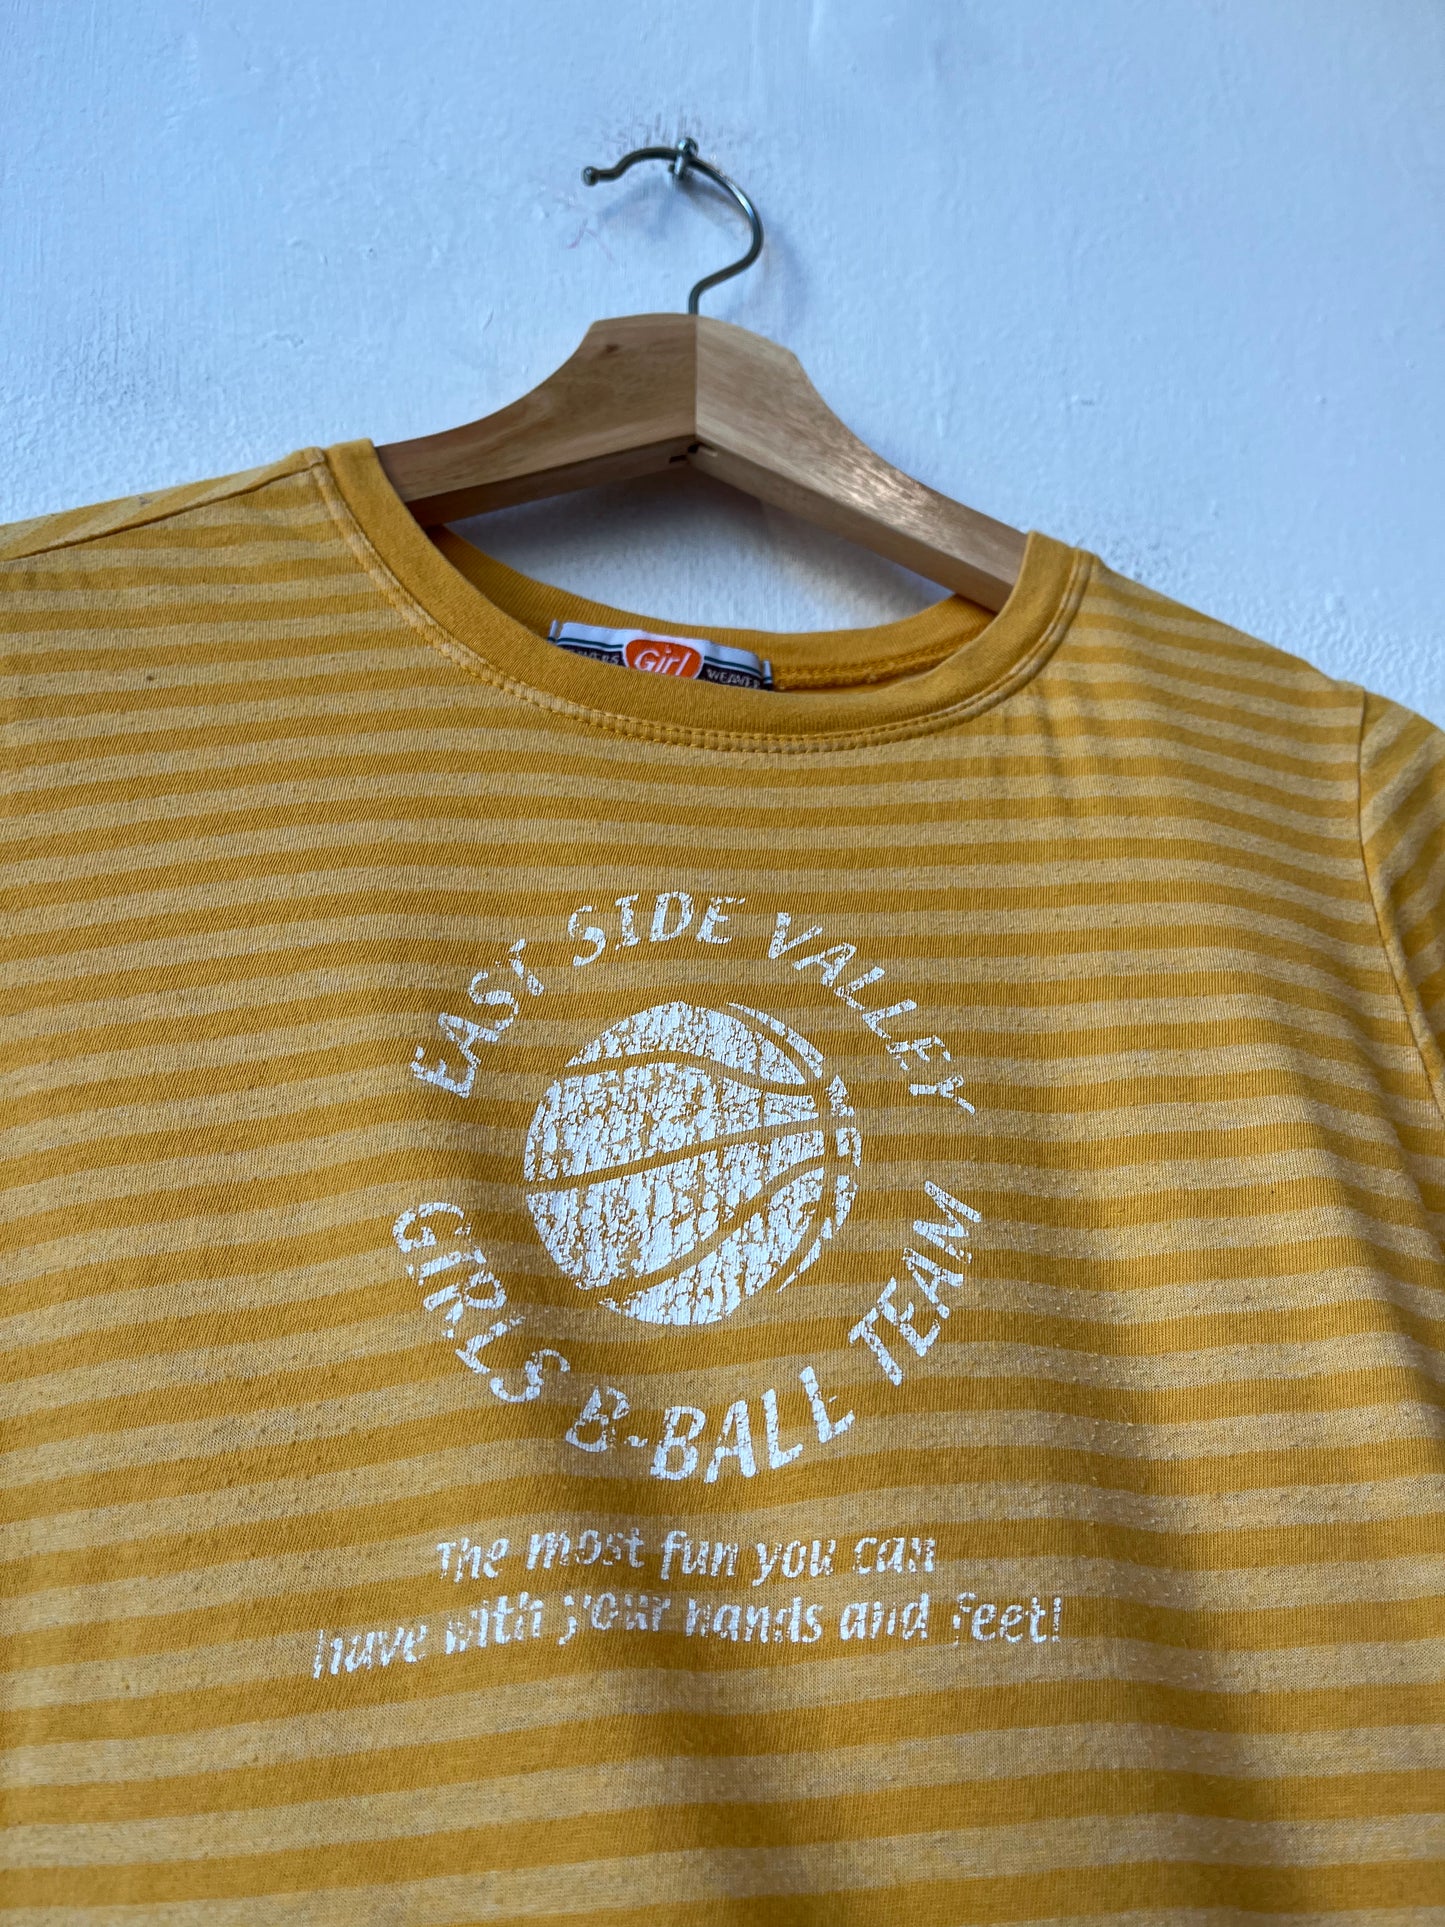 Girl
EAST SIDE VALLEY
GIRLS B-BALL TEAM
The most fun you can
have with your hands and feet!